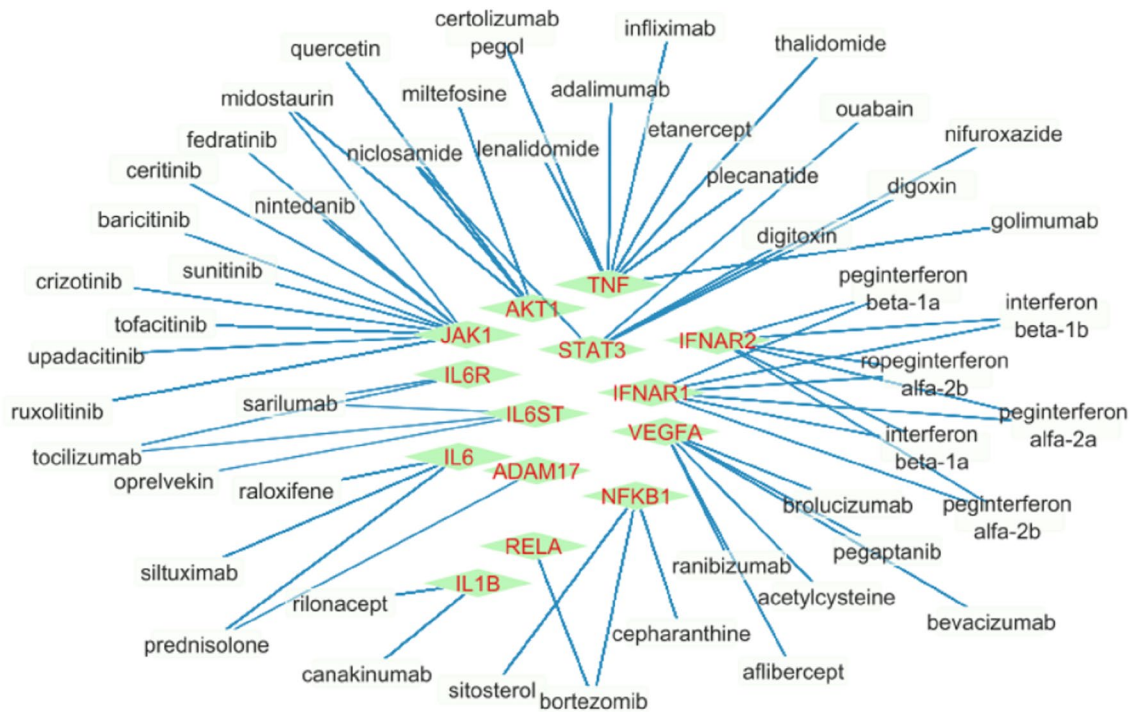 certolizumab
pegol
infliximab
thalidomide
quercetin
midostaurin
miltefosine
adalimumab
ouabain
fedratinib
niclosamide
lenalidomide
etanercept
nifuroxazide
ceritinib
plecanatide
digoxin
nintedanib
baricitinib
digitoxin
golimumab
crizotinib
sunitinib
TNF
peginterferon
beta-1a
interferon
beta-1b
AKT1
tofacitinib
JAK1
STAT3
IFNAR2
upadacitinib
ropeginterferon
alfa-2b
IL6R
IFNAR1
ruxolitinib
sarilumab
IL6ST
peginterferon
alfa-2a
VEGFA
interferon
beta-1a
tocilizumab
IL6
ADAM17
oprelvekin
raloxifene
NFKB1
brolucizumab
peginterferon
alfa-2b
RELA
pegaptanib
siltuximab
ranibizumab
IL1B
rilonacept
acetylcysteine
bevacizumab
prednisolone
cepharanthine
canakinumab
aflibercept
sitosterol
bortezomib